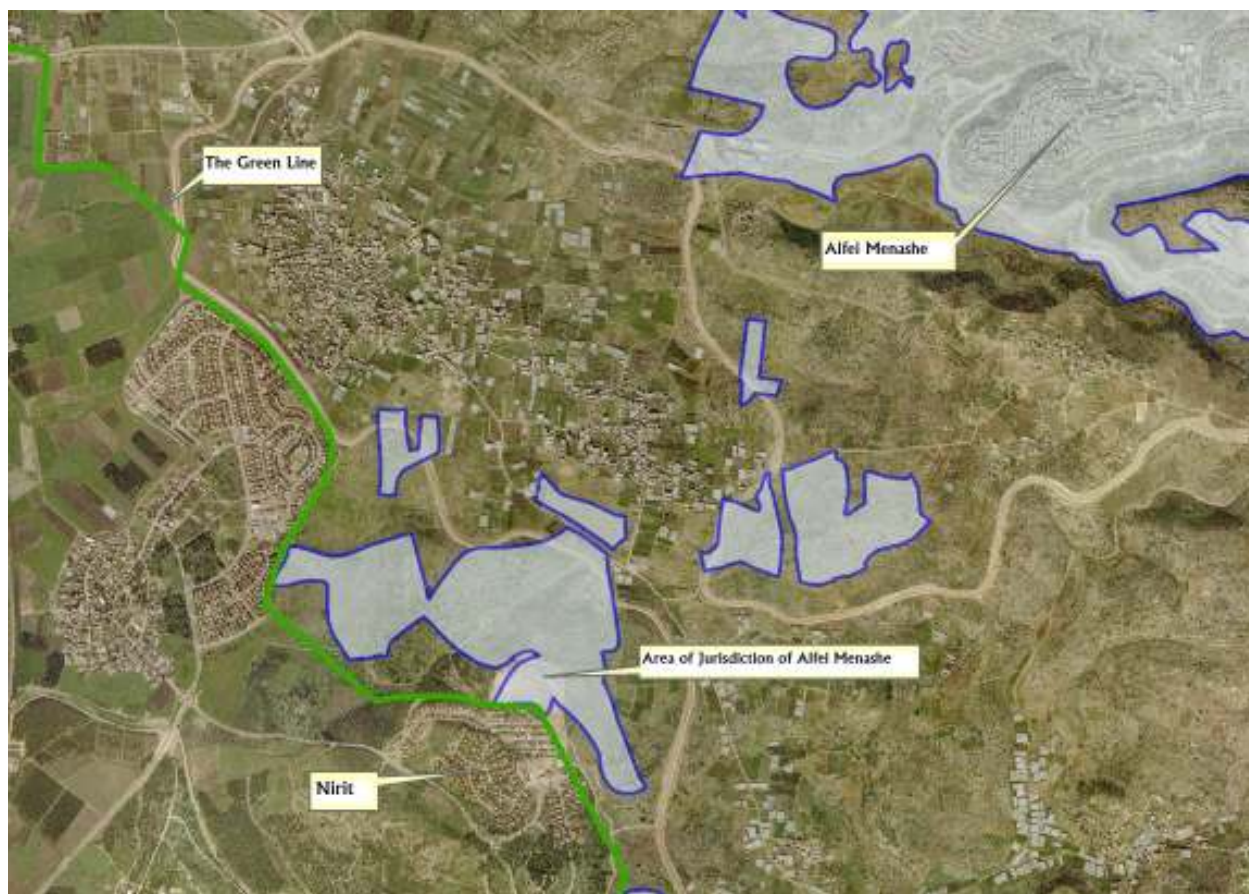 The Green Line
Alfei Menashe
Area of Jurisdiction of Alfei Menashe
Nirit